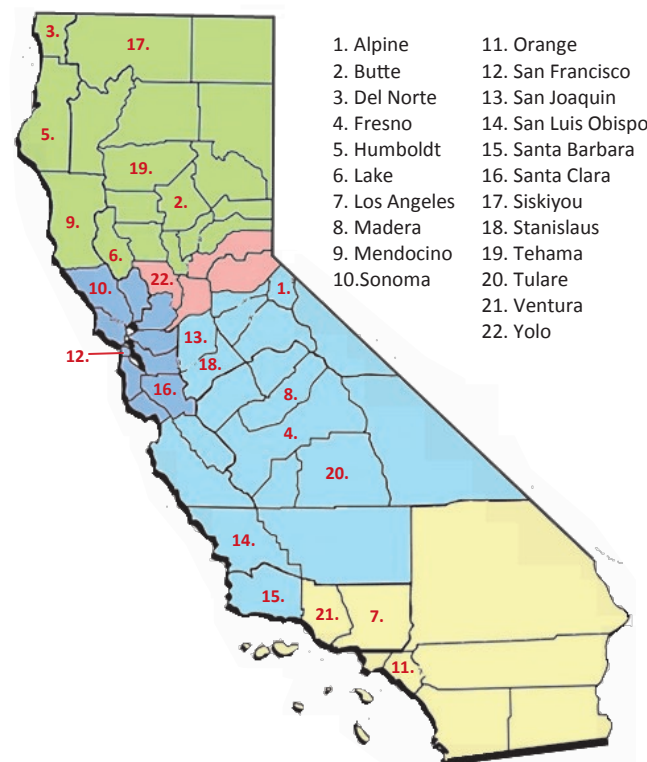 1. Alpine
2. Butte
3. Del Norte
4. Fresno
5. Humboldt
6. Lake
7. Los Angeles
8. Madera
9. Mendocino
10.Sonoma
11. Orange
12. San Francisco
13. San Joaquin
14. San Luis Obispo
15. Santa Barbara
16. Santa Clara
17. Siskiyou
18. Stanislaus
19. Tehama
20. Tulare
21. Ventura
22. Yolo
3.
17.
5.
19.
2.
9.
6.
22.
10.
1.
13.
12.
18.
16.
8.
4.
20.
14.
15.
21.
7.
11.